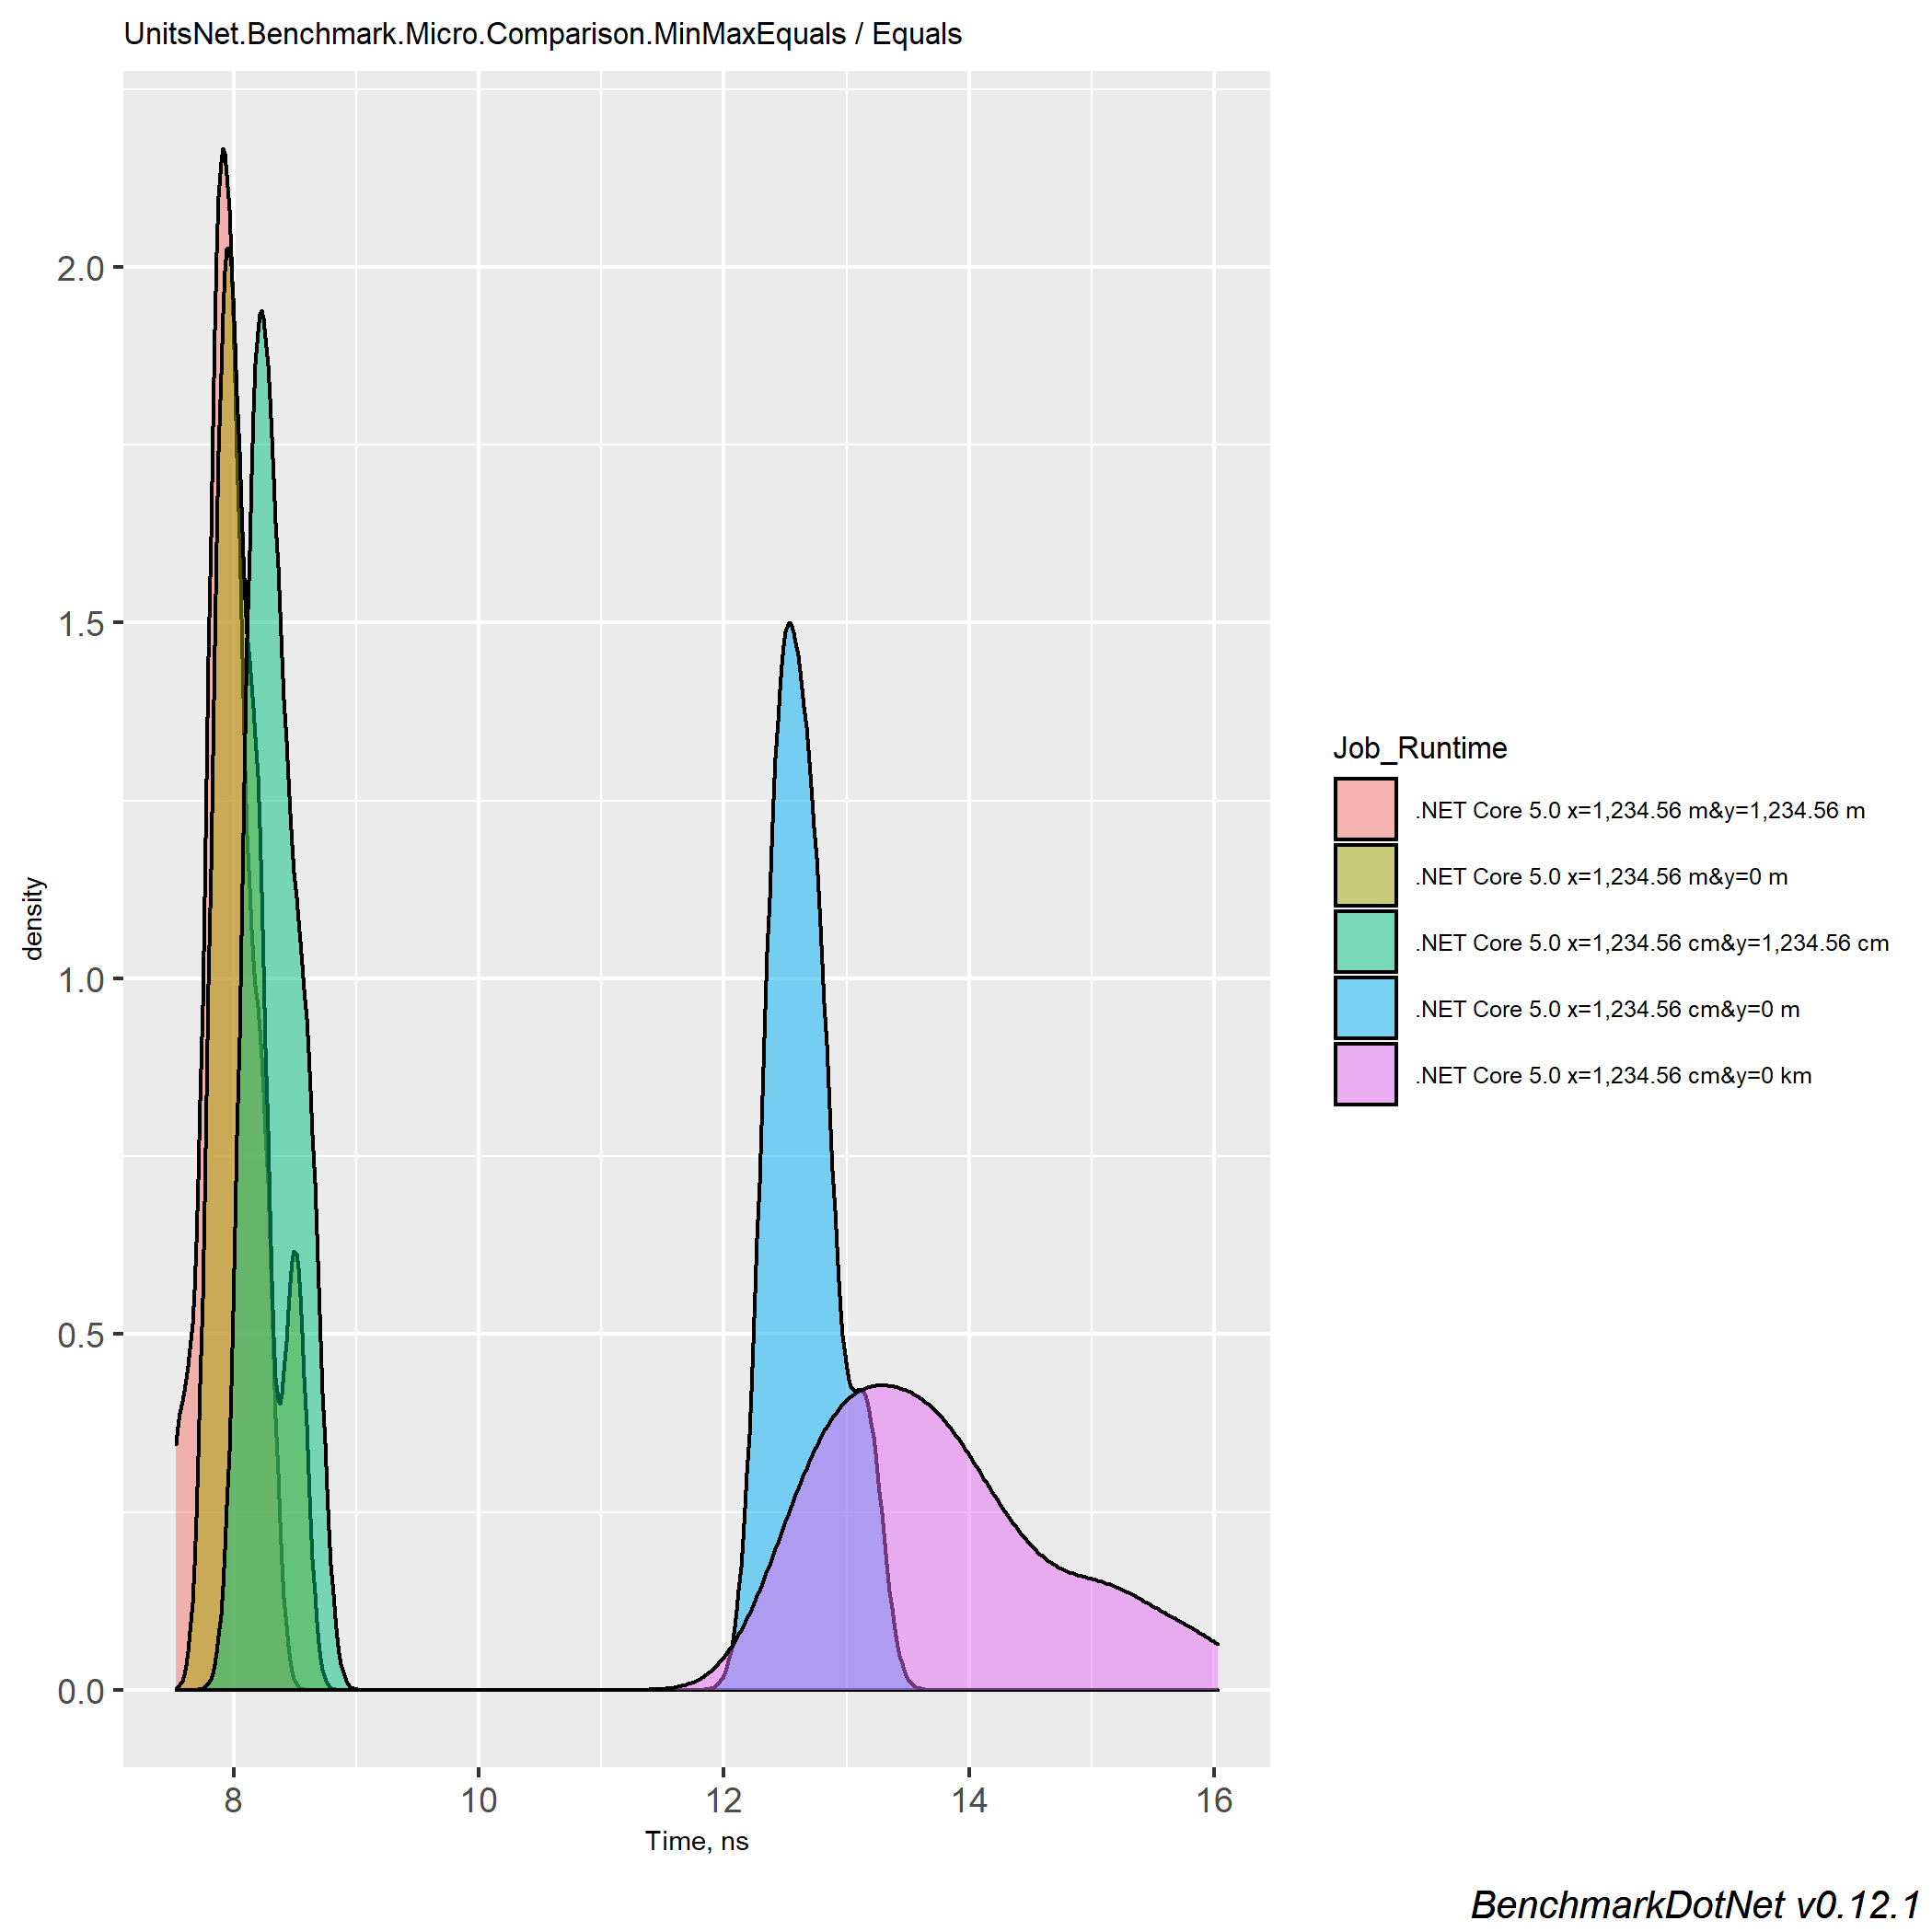 UnitsNet.Benchmark.Micro.Comparison.MinMaxEquals / Equals
2.0
1.5
1.0
0.5
0.0
density
8 10 12 14 16
Time, ns
Job_Runtime
.NET Core 5.0 x=1,234.56 m&y=1,234.56 m
.NET Core 5.0 x=1,234.56 m&y=0 m
.NET Core 5.0 x=1,234.56 cm&y=1,234.56 cm
.NET Core 5.0 x=1,234.56 cm&y=0 m
.NET Core 5.0 x=1,234.56 cm&y=0 km
BenchmarkDotNet v0.12.1